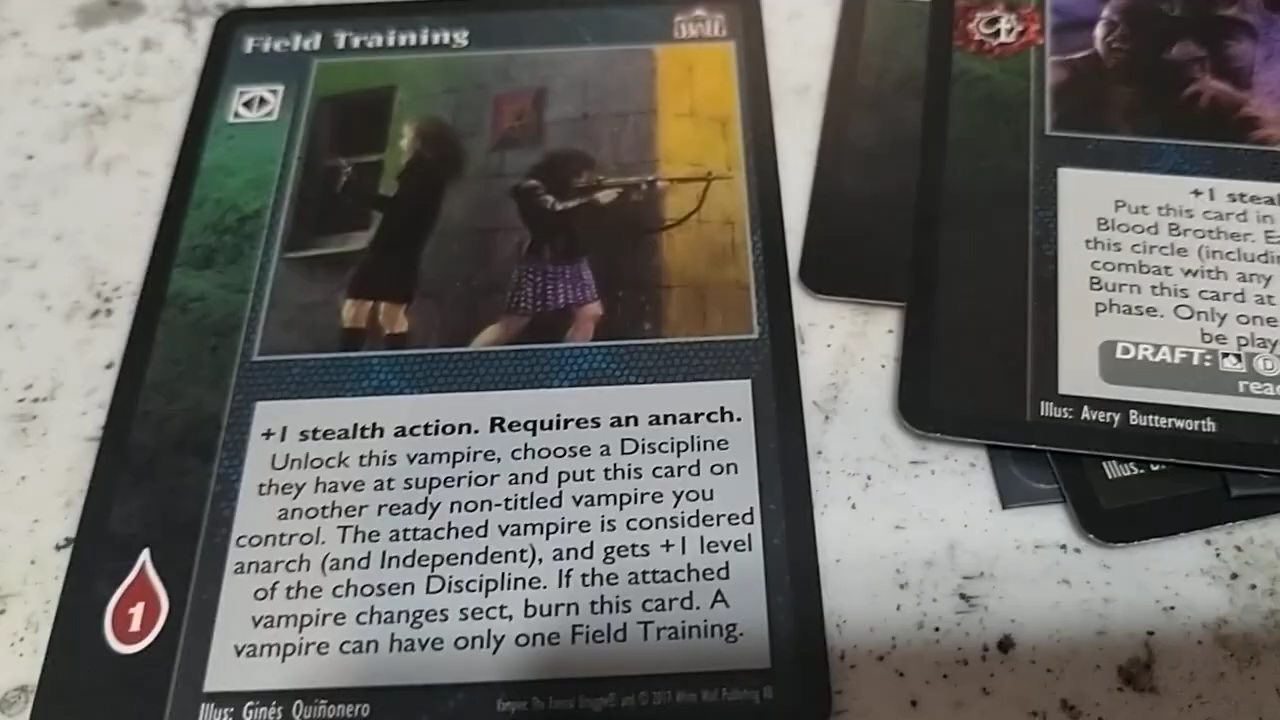 Field Training
+1 stealth action. Requires an anarch.
Unlock this vampire, choose a Discipline
they have at superior and put this card on
another ready non-titled vampire you
control. The attached vampire is considered
anarch (and Independent), and gets +1 level
of the chosen Discipline. If the attached
vampire changes sect, burn this card. A
vampire can have only one Field Training.
1
Illus: Ginés Quiñonero
+1 steal
Put this card in
Blood Brother. E
this circle (includi
combat with any
Burn this card at
phase. Only one
be play
DRAFT:
D
reac
Illus: Avery Butterworth
Illus: